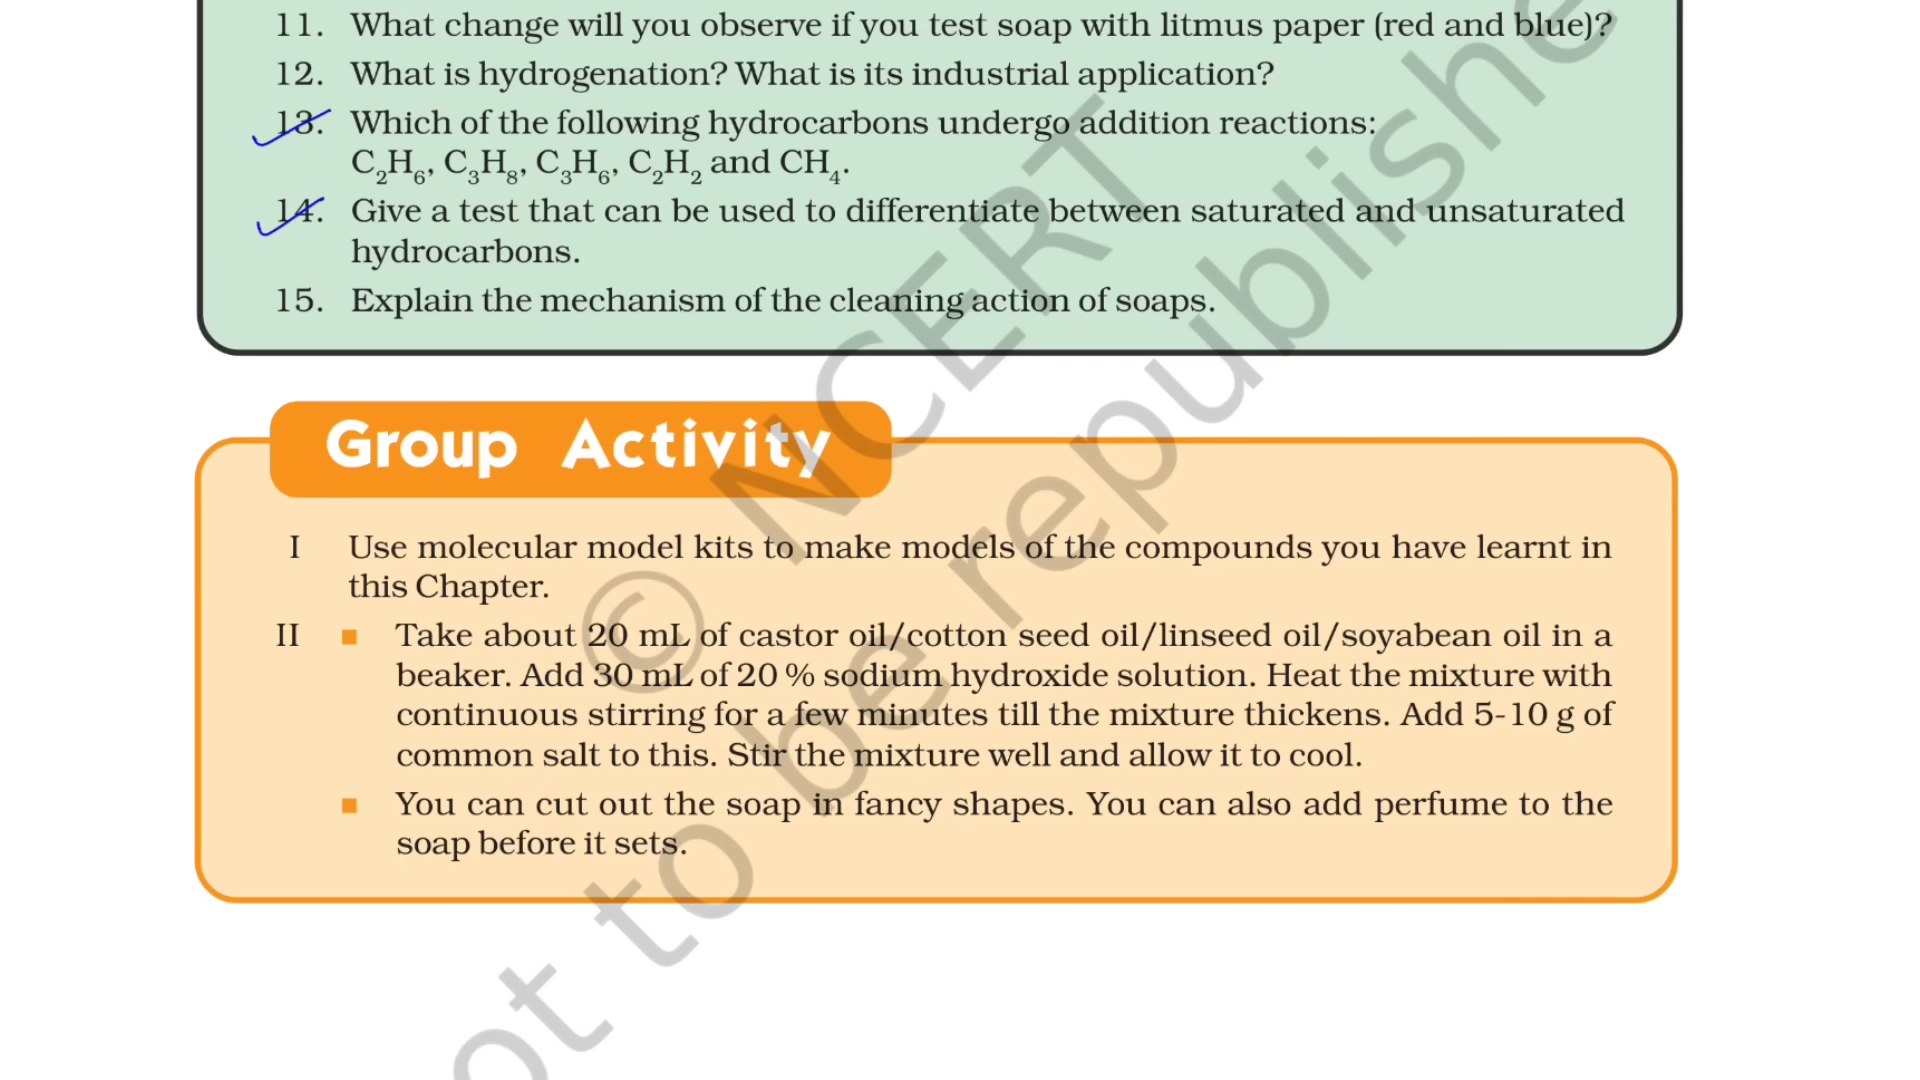 11. What change will you observe if you test soap with litmus paper (red and blue)?
12. What is hydrogenation? What is its industrial application?
13. Which of the following hydrocarbons undergo addition reactions:
C₂H₆, C₃H₈, C₃H₆, C₂H₂ and CH₄.
14. Give a test that can be used to differentiate between saturated and unsaturated
hydrocarbons.
15. Explain the mechanism of the cleaning action of soaps.
Group Activity
I Use molecular model kits to make models of the compounds you have learnt in
this Chapter.
II ■ Take about 20 mL of castor oil/cotton seed oil/linseed oil/soyabean oil in a
beaker. Add 30 mL of 20 % sodium hydroxide solution. Heat the mixture with
continuous stirring for a few minutes till the mixture thickens. Add 5-10 g of
common salt to this. Stir the mixture well and allow it to cool.
■ You can cut out the soap in fancy shapes. You can also add perfume to the
soap before it sets.
© NCERT
to be republishe